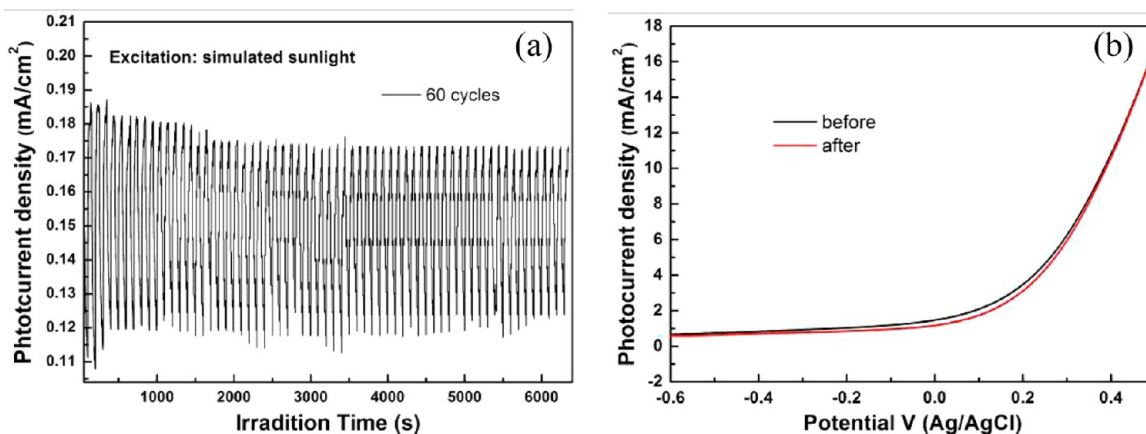 (a)
Excitation: simulated sunlight
60 cycles
Phototcurrent density (mA/cm²)
0.21
0.20
0.19
0.18
0.17
0.16
0.15
0.14
0.13
0.12
0.11
1000 2000 3000 4000 5000 6000
Irradition Time (s)
(b)
before
after
Photocurrent density (mA/cm²)
18
16
14
12
10
8
6
4
2
0
-2
-0.6 -0.4 -0.2 0.0 0.2 0.4
Potential V (Ag/AgCl)